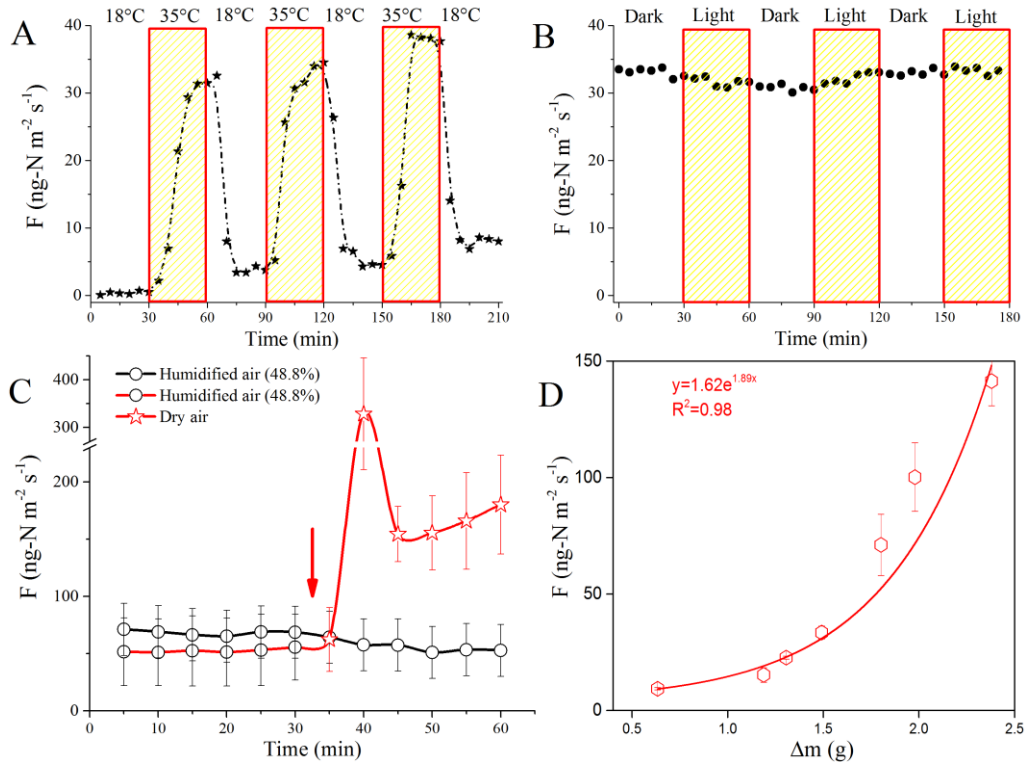 18°C 35°C 18°C 35°C 18°C 35°C 18°C
A
40
30
20
10
0
F (ng-N m⁻² s⁻¹)
0 30 60 90 120 150 180 210
Time (min)
B
Dark Light Dark Light Dark Light
40
30
20
10
0
F (ng-N m⁻² s⁻¹)
0 30 60 90 120 150 180
Time (min)
C
Humidified air (48.8%)
Humidified air (48.8%)
Dry air
400
300
200
100
0
F (ng-N m⁻² s⁻¹)
0 10 20 30 40 50 60
Time (min)
D
y=1.62e^1.89x
R²=0.98
150
100
50
0
F (ng-N m⁻² s⁻¹)
0.5 1.0 1.5 2.0 2.5
Δm (g)